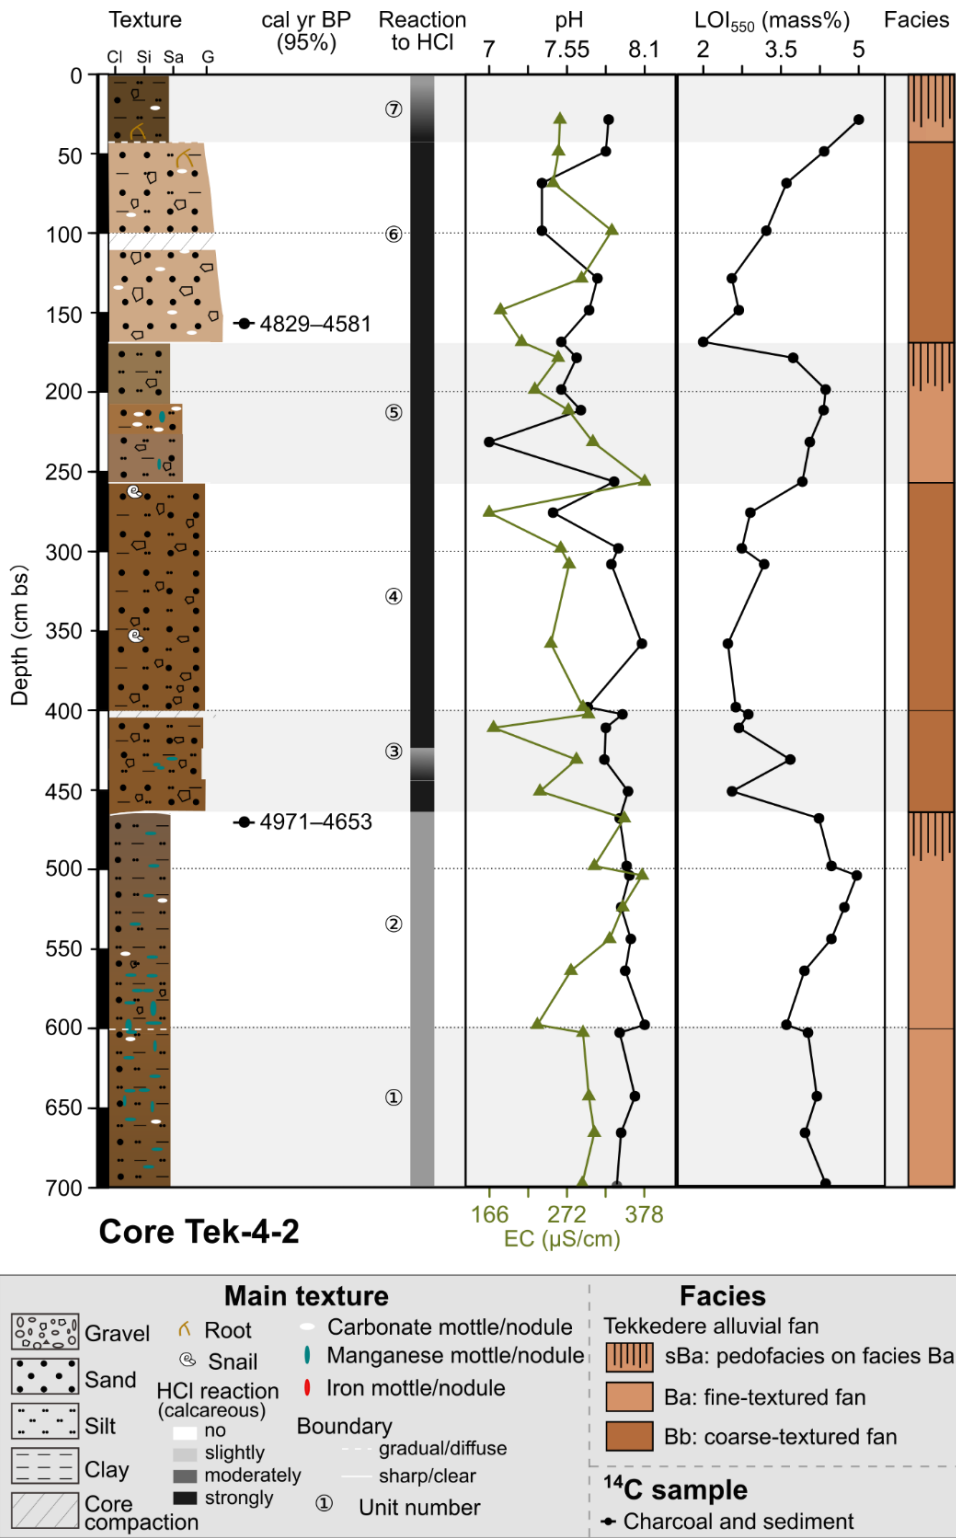 Texture
cal yr BP
(95%)
Reaction
to HCl
pH
LOI550 (mass%)
Facies
Cl Si Sa G
7 7.55 8.1
2 3.5 5
0
50
100
150
200
250
300
350
400
450
500
550
600
650
700
Depth (cm bs)
⑦
⑥
4829–4581
⑤
④
③
4971–4653
②
①
166 272 378
EC (µS/cm)
Core Tek-4-2
Main texture
Gravel
Sand
Silt
Clay
Core
compaction
Root
Snail
HCl reaction
(calcareous)
no
slightly
moderately
strongly
Carbonate mottle/nodule
Manganese mottle/nodule
Iron mottle/nodule
Boundary
gradual/diffuse
sharp/clear
① Unit number
Facies
Tekkedere alluvial fan
sBa: pedofacies on facies Ba
Ba: fine-textured fan
Bb: coarse-textured fan
14C sample
Charcoal and sediment